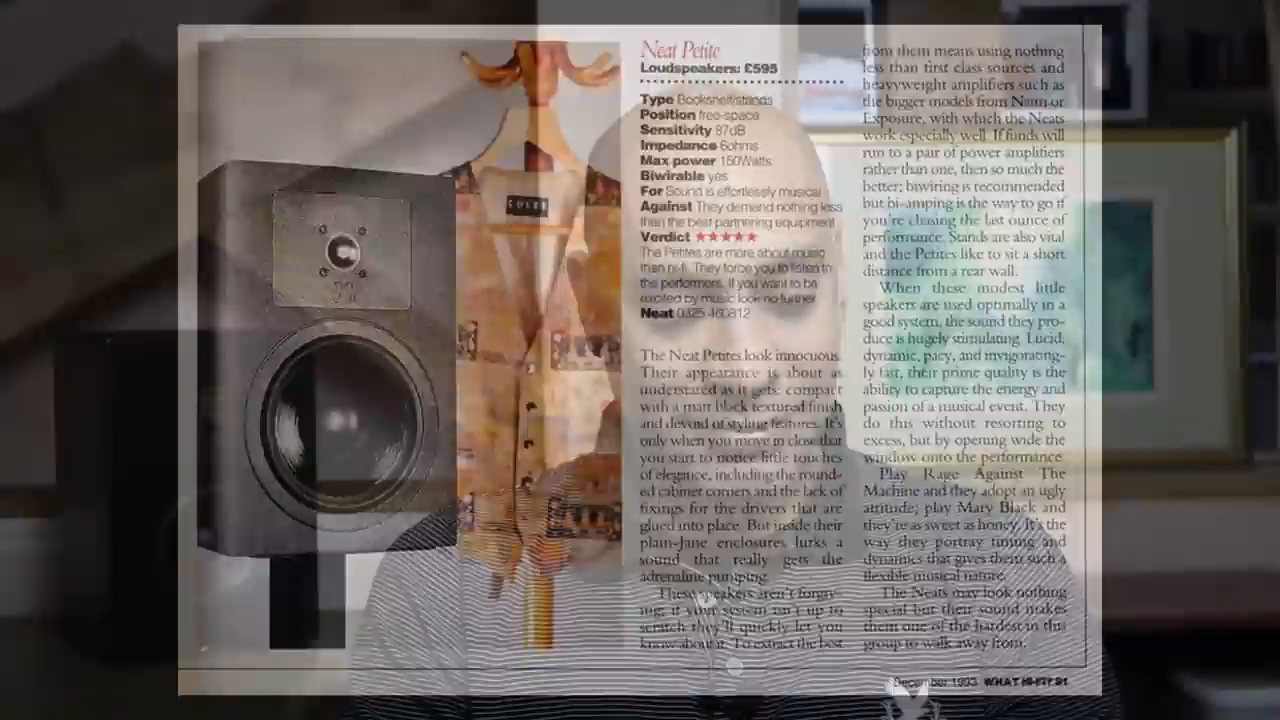 Neat Petite
Loudspeakers: £595
Type Bookshelf/stands
Position free-space
Sensitivity 87dB
Impedance 6ohms
Max power 150Watts
Biwirable yes
For Sound is effortlessly musical
Against They demand nothing less
than the best partnering equipment
Verdict ★★★★★
The Petites are more about music
than hi-fi. They force you to listen to
the performers. If you want to be
excited by music look no further
Neat 0325 460812
The Neat Petites look innocuous.
Their appearance is about as
understated as it gets: compact
with a matt black textured finish
and devoid of styling features. It's
only when you move in close that
you start to notice little touches
of elegance, including the round-
ed cabinet corners and the lack of
fixings for the drivers that are
glued into place. But inside their
plain-Jane enclosures lurks a
sound that really gets the
adrenaline pumping.
These speakers aren't forgiv-
ing; if your system isn't up to
scratch they'll quickly let you
know about it. To extract the best
from them means using nothing
less than first class sources and
heavyweight amplifiers such as
the bigger models from Naim or
Exposure, with which the Neats
work especially well. If funds will
run to a pair of power amplifiers
rather than one, then so much the
better; biwiring is recommended
but bi-amping is the way to go if
you're chasing the last ounce of
performance. Stands are also vital
and the Petites like to sit a short
distance from a rear wall.
When these modest little
speakers are used optimally in a
good system, the sound they pro-
duce is hugely stimulating. Lucid,
dynamic, pacy, and invigorating-
ly fast, their prime quality is the
ability to capture the energy and
passion of a musical event. They
do this without resorting to
excess, but by opening wide the
window onto the performance.
Play Rage Against The
Machine and they adopt an ugly
attitude; play Mary Black and
they're as sweet as honey. It's the
way they portray timing and
dynamics that gives them such a
flexible musical nature.
The Neats may look nothing
special but their sound makes
them one of the hardest in this
group to walk away from.
December 1993 WHAT HI-FI? 91